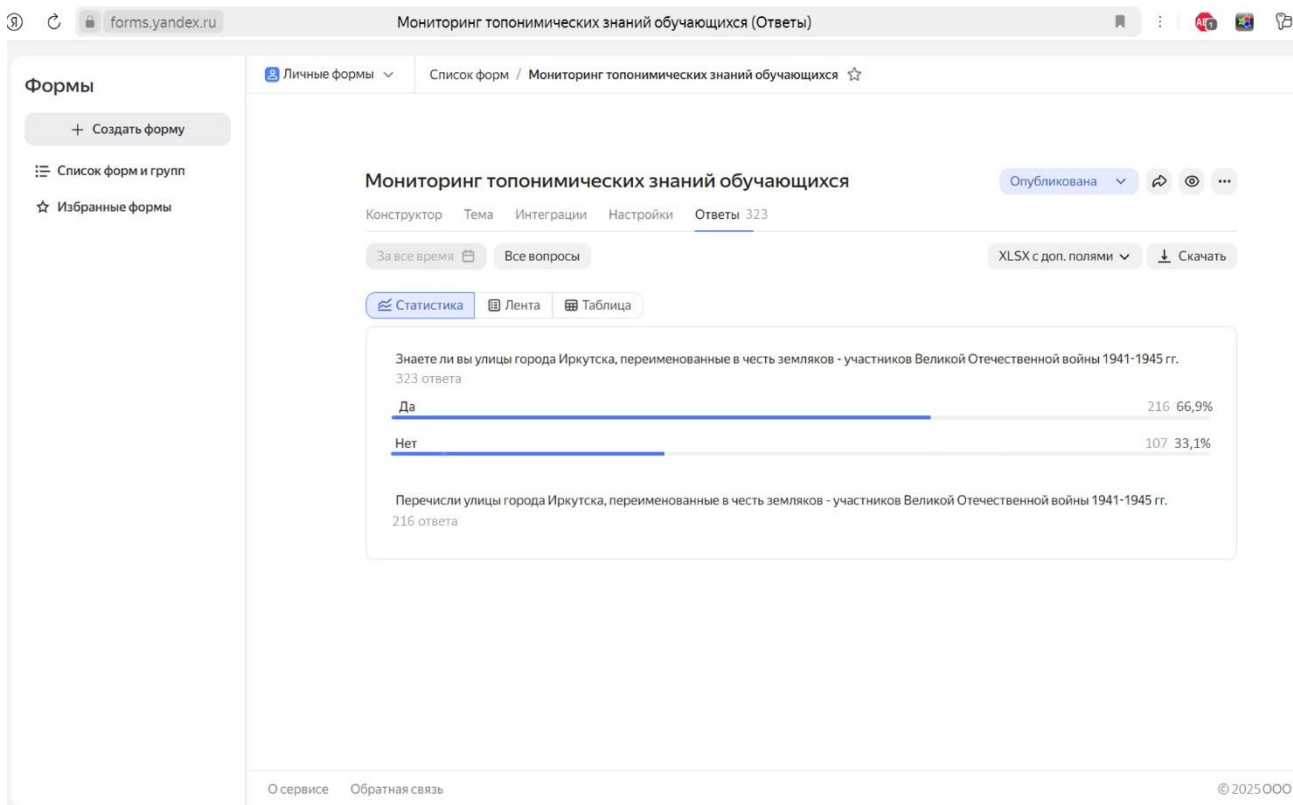 forms.yandex.ru
Мониторинг топонимических знаний обучающихся (Ответы)
Формы
Личные формы
Список форм / Мониторинг топонимических знаний обучающихся
+ Создать форму
Список форм и групп
Избранные формы
Мониторинг топонимических знаний обучающихся
Опубликована
Конструктор Тема Интеграции Настройки Ответы 323
За все время Все вопросы XLSX с доп. полями Скачать
Статистика Лента Таблица
Знаете ли вы улицы города Иркутска, переименованные в честь земляков - участников Великой Отечественной войны 1941-1945 гг.
323 ответа
Да 216 66,9%
Нет 107 33,1%
Перечисли улицы города Иркутска, переименованные в честь земляков - участников Великой Отечественной войны 1941-1945 гг.
216 ответа
О сервисе Обратная связь © 2025 ООО